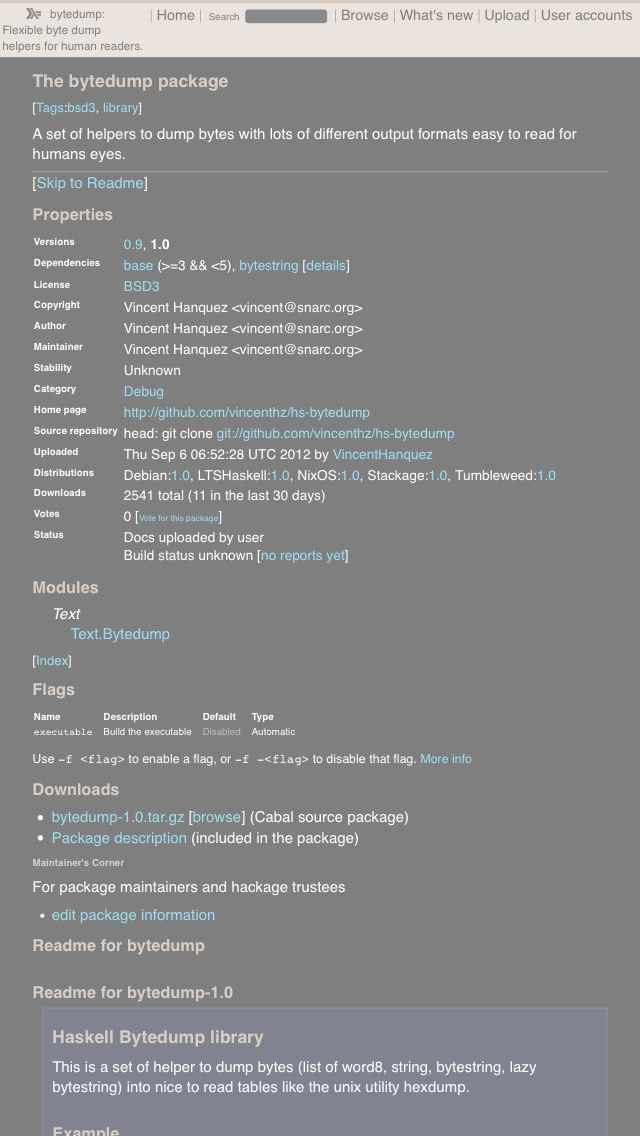 bytedump:
Flexible byte dump
helpers for human readers.
| Home | Search | Browse | What's new | Upload | User accounts
The bytedump package
[Tags:bsd3, library]
A set of helpers to dump bytes with lots of different output formats easy to read for
humans eyes.
[Skip to Readme]
Properties
Versions 0.9, 1.0
Dependencies base (>=3 && <5), bytestring [details]
License BSD3
Copyright Vincent Hanquez <vincent@snarc.org>
Author Vincent Hanquez <vincent@snarc.org>
Maintainer Vincent Hanquez <vincent@snarc.org>
Stability Unknown
Category Debug
Home page http://github.com/vincenthz/hs-bytedump
Source repository head: git clone git://github.com/vincenthz/hs-bytedump
Uploaded Thu Sep 6 06:52:28 UTC 2012 by VincentHanquez
Distributions Debian:1.0, LTSHaskell:1.0, NixOS:1.0, Stackage:1.0, Tumbleweed:1.0
Downloads 2541 total (11 in the last 30 days)
Votes 0 [Vote for this package]
Status Docs uploaded by user
Build status unknown [no reports yet]
Modules
Text
Text.Bytedump
[Index]
Flags
Name Description Default Type
executable Build the executable Disabled Automatic
Use -f <flag> to enable a flag, or -f -<flag> to disable that flag. More info
Downloads
• bytedump-1.0.tar.gz [browse] (Cabal source package)
• Package description (included in the package)
Maintainer's Corner
For package maintainers and hackage trustees
• edit package information
Readme for bytedump
Readme for bytedump-1.0
Haskell Bytedump library
This is a set of helper to dump bytes (list of word8, string, bytestring, lazy
bytestring) into nice to read tables like the unix utility hexdump.
Example